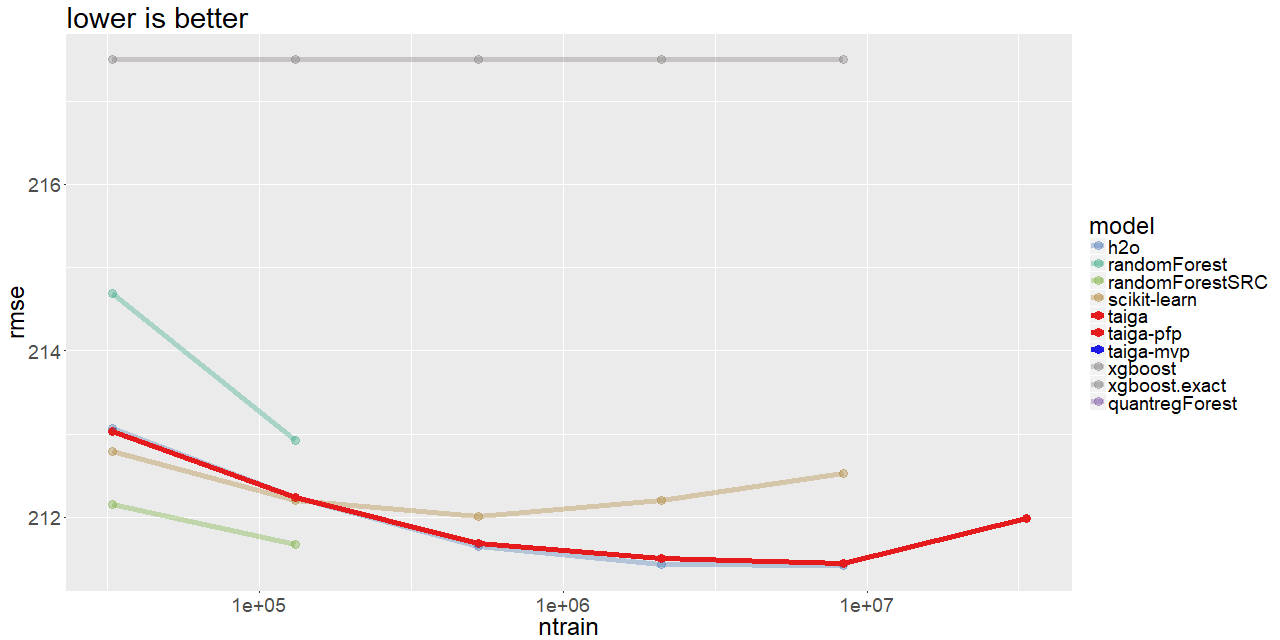 lower is better
216
214
212
rmse
1e+05
1e+06
1e+07
ntrain
model
h2o
randomForest
randomForestSRC
scikit-learn
taiga
taiga-pfp
taiga-mvp
xgboost
xgboost.exact
quantregForest